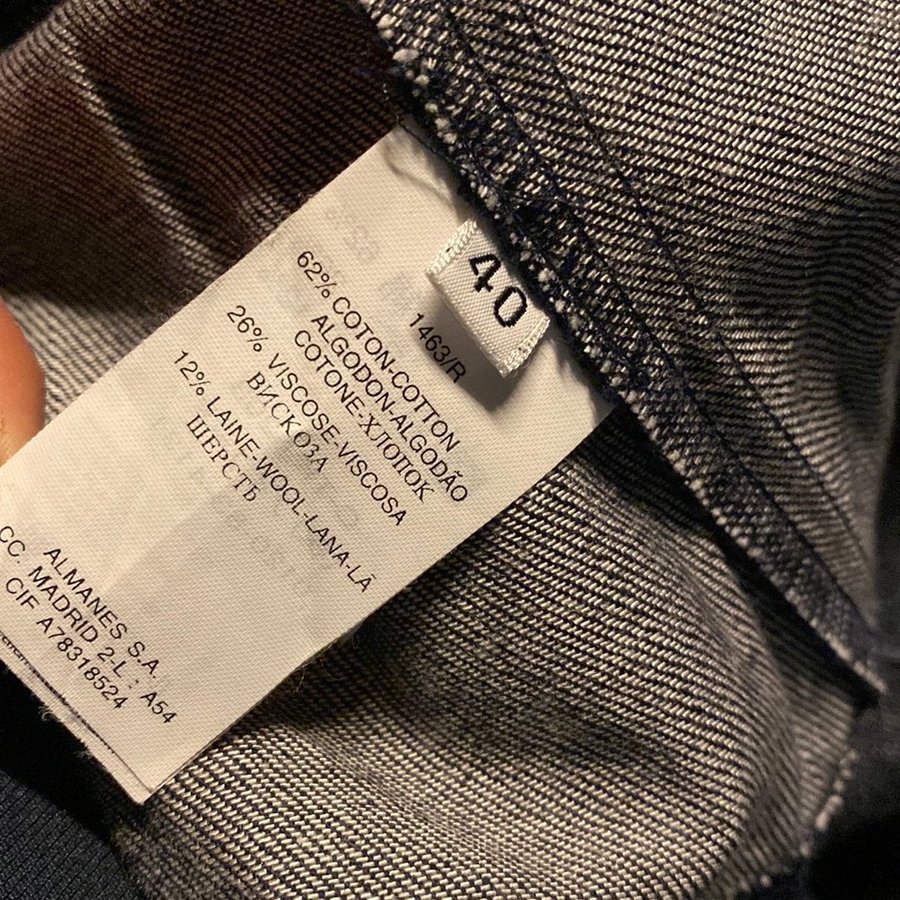 40
1463/R
62% COTON-COTTON
ALGODON-ALGODÃO
COTONE-ХЛОПОК
26% VISCOSE-VISCOSA
ВИСКОЗА
12% LAINE-WOOL-LANA-LÃ
ШЕРСТЬ
ALMANES S.A.
CC. MADRID 2-L : A54
CIF A78318524